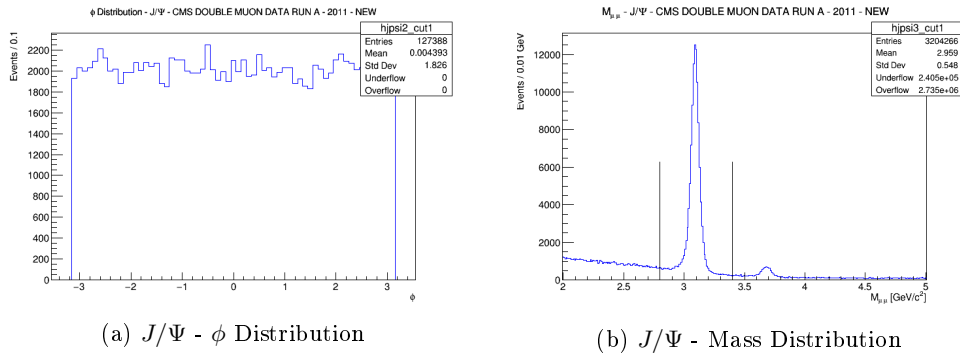 φ Distribution - J/Ψ - CMS DOUBLE MUON DATA RUN A - 2011 - NEW
hjpsi2_cut1
Entries 127388
Mean 0.004393
Std Dev 1.826
Underflow 0
Overflow 0
Events / 0.1
2200
2000
1800
1600
1400
1200
1000
800
600
400
200
0
−3 −2 −1 0 1 2 3
φ
(a) J/Ψ - φ Distribution
M_μμ - J/Ψ - CMS DOUBLE MUON DATA RUN A - 2011 - NEW
hjpsi3_cut1
Entries 3204266
Mean 2.959
Std Dev 0.548
Underflow 2.405e+05
Overflow 2.735e+06
Events / 0.01 GeV
12000
10000
8000
6000
4000
2000
0
2 2.5 3 3.5 4 4.5 5
M_μμ [GeV/c²]
(b) J/Ψ - Mass Distribution